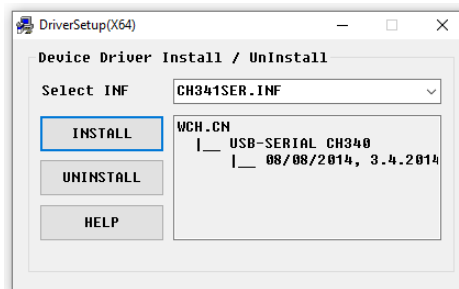 DriverSetup(X64)
Device Driver Install / UnInstall
Select INF
CH341SER.INF
INSTALL
WCH.CN
|__ USB-SERIAL CH340
|__ 08/08/2014, 3.4.2014
UNINSTALL
HELP